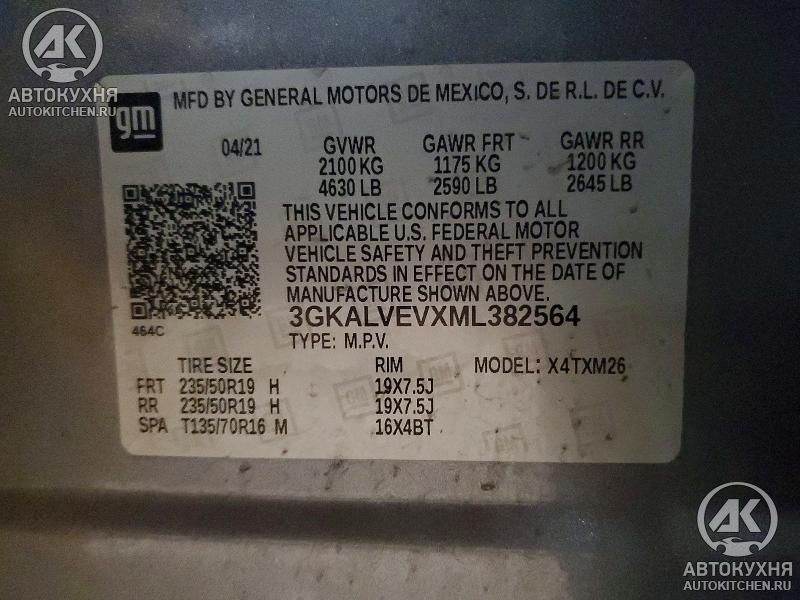 АК
АВТОКУХНЯ
AUTOKITCHEN.RU
gm
MFD BY GENERAL MOTORS DE MEXICO, S. DE R.L. DE C.V.
04/21 GVWR GAWR FRT GAWR RR
2100 KG 1175 KG 1200 KG
4630 LB 2590 LB 2645 LB
THIS VEHICLE CONFORMS TO ALL
APPLICABLE U.S. FEDERAL MOTOR
VEHICLE SAFETY AND THEFT PREVENTION
STANDARDS IN EFFECT ON THE DATE OF
MANUFACTURE SHOWN ABOVE.
464C
3GKALVEVXML382564
TYPE: M.P.V.
TIRE SIZE RIM MODEL: X4TXM26
FRT 235/50R19 H 19X7.5J
RR 235/50R19 H 19X7.5J
SPA T135/70R16 M 16X4BT
АК
АВТОКУХНЯ
AUTOKITCHEN.RU